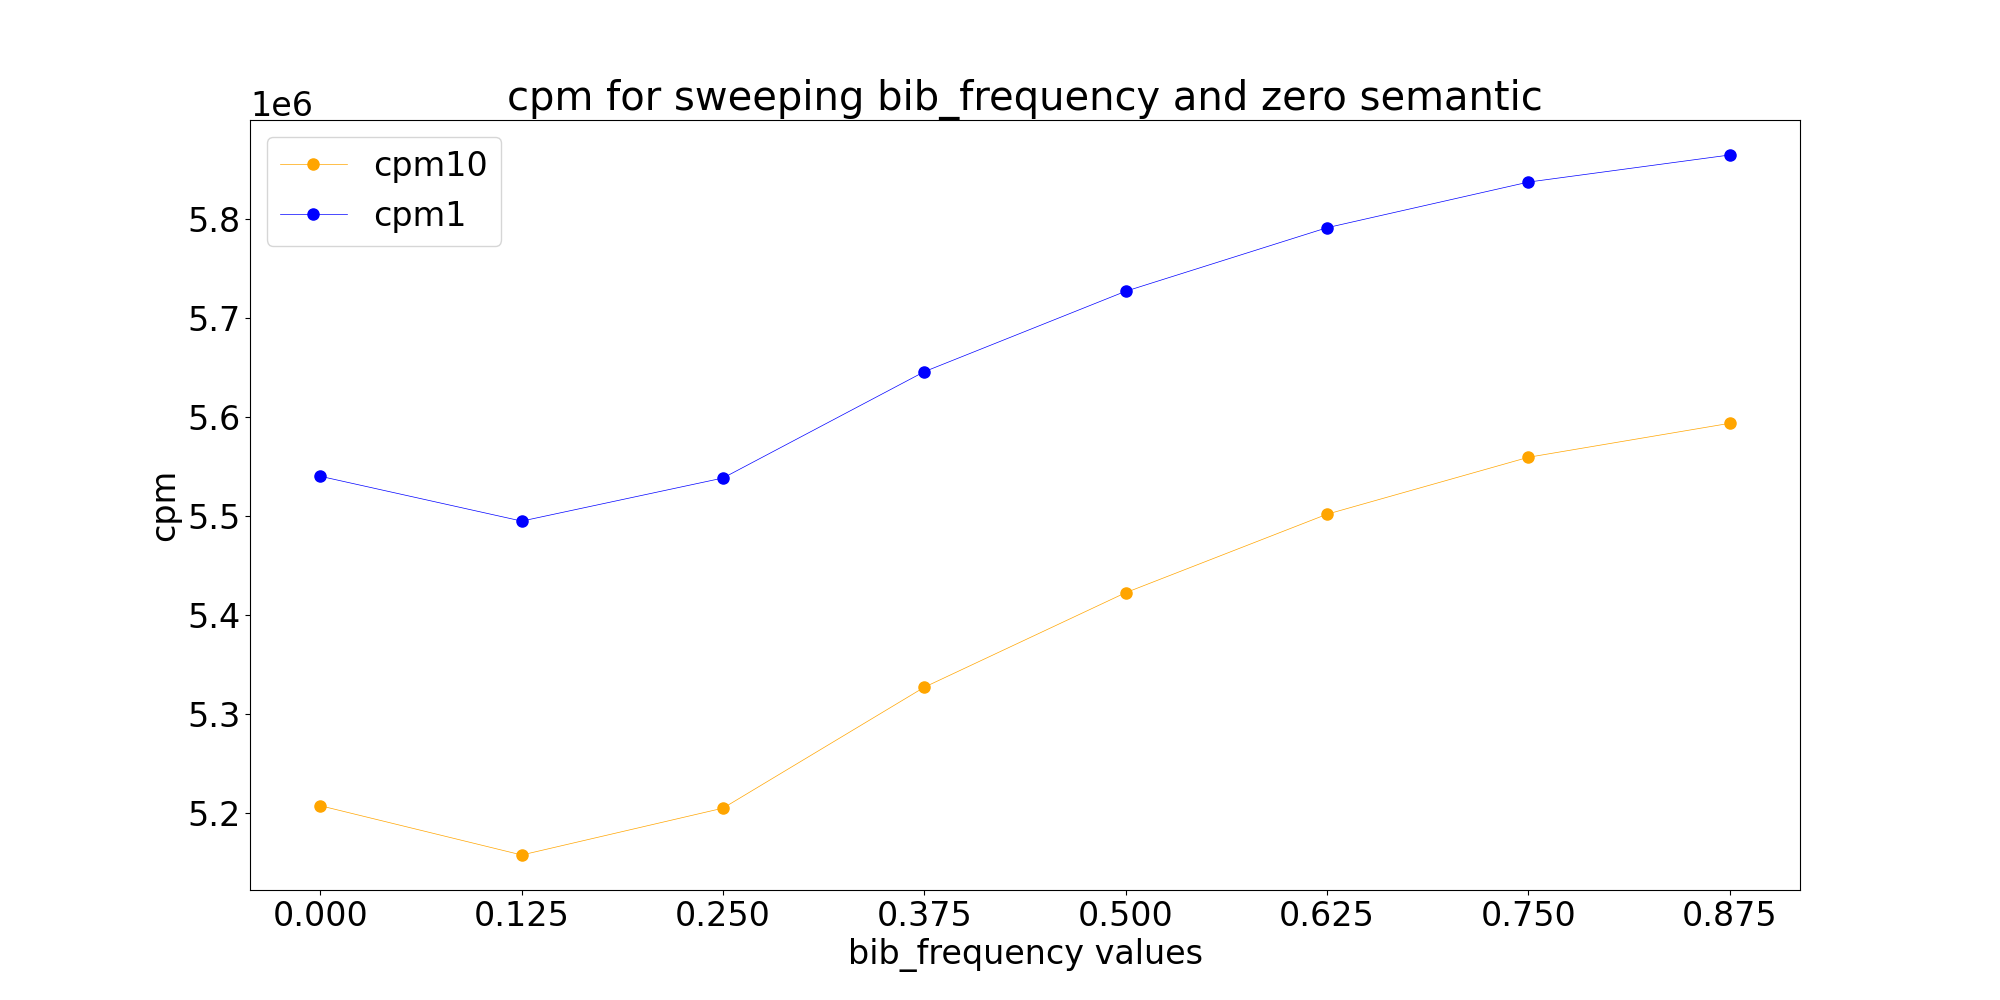 cpm for sweeping bib_frequency and zero semantic
1e6
cpm10
cpm1
5.8
5.7
5.6
5.5
5.4
5.3
5.2
cpm
0.000 0.125 0.250 0.375 0.500 0.625 0.750 0.875
bib_frequency values